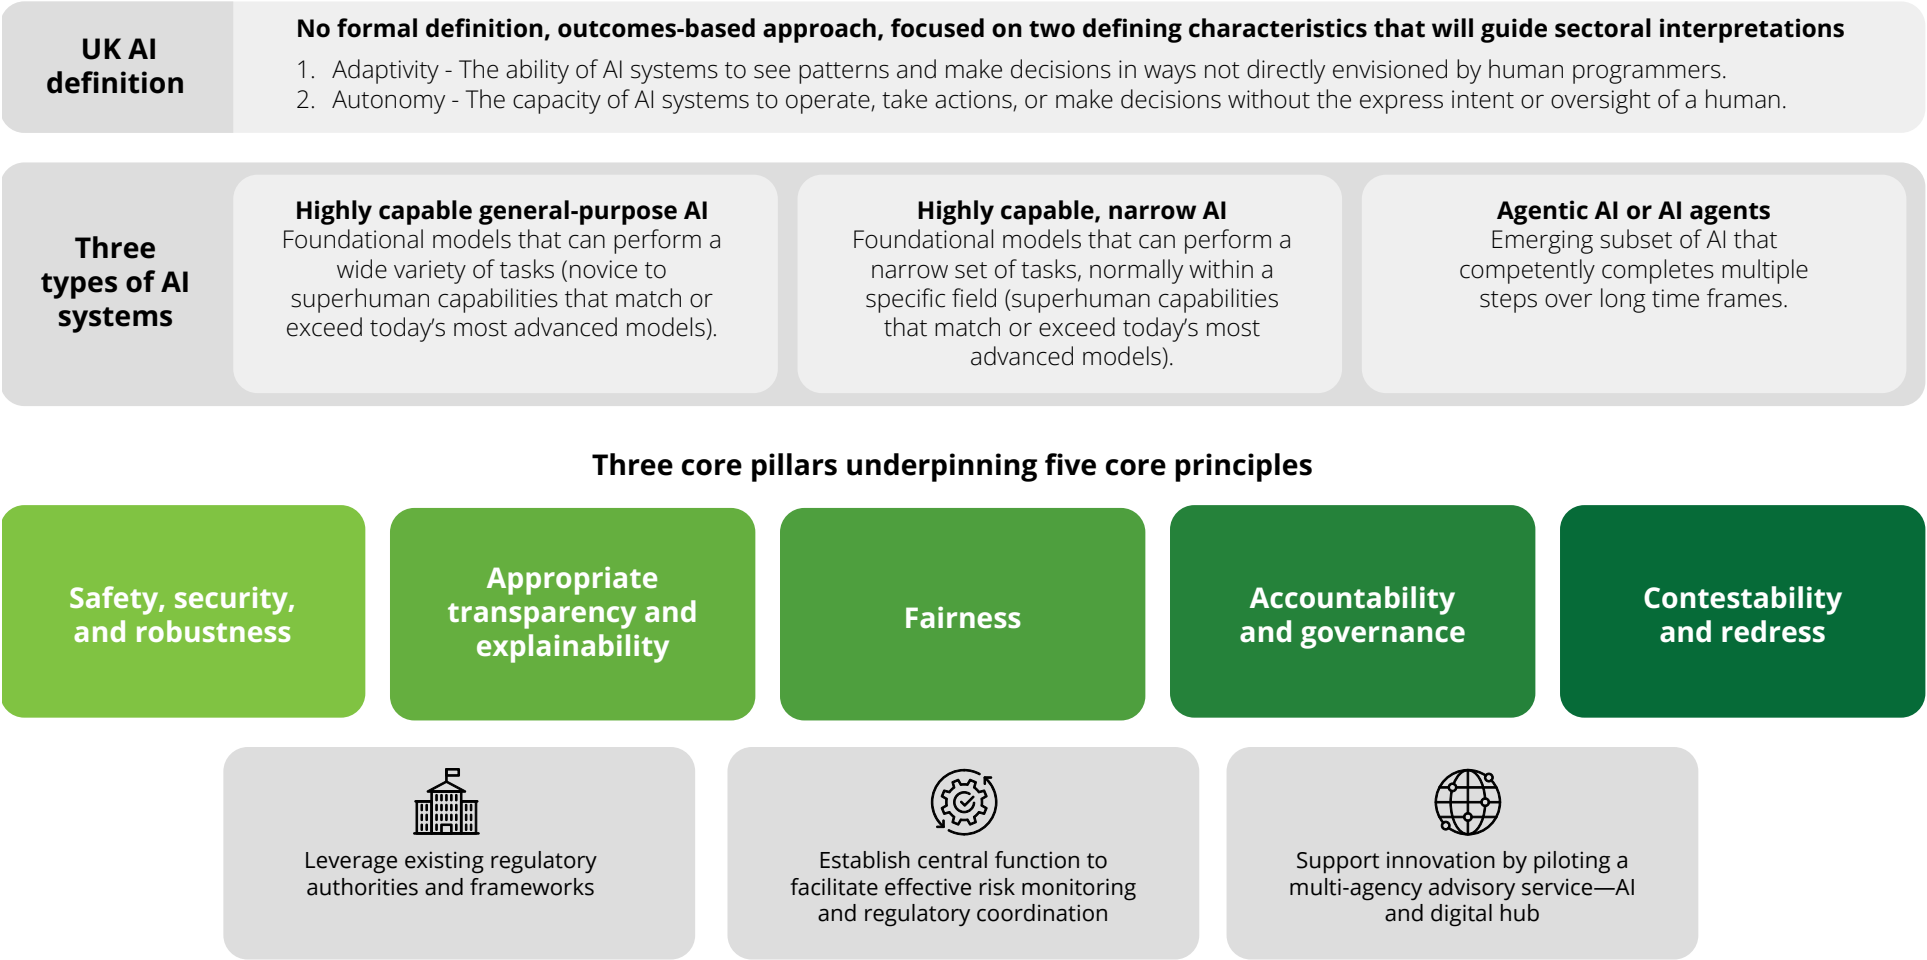 UK AI
definition
No formal definition, outcomes-based approach, focused on two defining characteristics that will guide sectoral interpretations
1. Adaptivity - The ability of AI systems to see patterns and make decisions in ways not directly envisioned by human programmers.
2. Autonomy - The capacity of AI systems to operate, take actions, or make decisions without the express intent or oversight of a human.
Three
types of AI
systems
Highly capable general-purpose AI
Foundational models that can perform a
wide variety of tasks (novice to
superhuman capabilities that match or
exceed today’s most advanced models).
Highly capable, narrow AI
Foundational models that can perform a
narrow set of tasks, normally within a
specific field (superhuman capabilities
that match or exceed today’s most
advanced models).
Agentic AI or AI agents
Emerging subset of AI that
competently completes multiple
steps over long time frames.
Three core pillars underpinning five core principles
Safety, security,
and robustness
Appropriate
transparency and
explainability
Fairness
Accountability
and governance
Contestability
and redress
Leverage existing regulatory
authorities and frameworks
Establish central function to
facilitate effective risk monitoring
and regulatory coordination
Support innovation by piloting a
multi-agency advisory service—AI
and digital hub